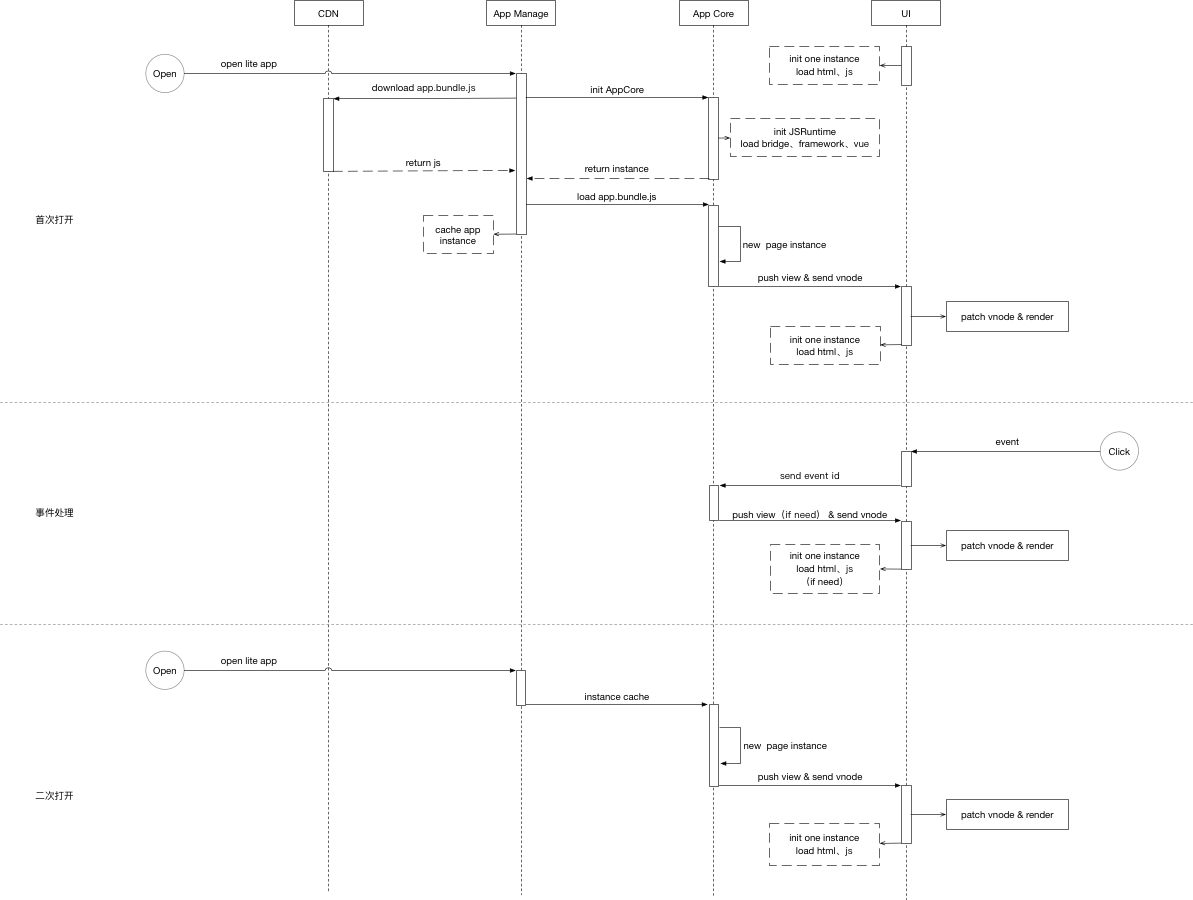 CDN
App Manage
App Core
UI
init one instance
load html、js
Open
open lite app
download app.bundle.js
init AppCore
init JSRuntime
load bridge、framework、vue
return js
return instance
load app.bundle.js
首次打开
cache app
instance
new  page instance
push view & send vnode
patch vnode & render
init one instance
load html、js
event
Click
send event id
事件处理
push view（if need） & send vnode
patch vnode & render
init one instance
load html、js
（if need）
Open
open lite app
instance cache
new  page instance
push view & send vnode
二次打开
patch vnode & render
init one instance
load html、js